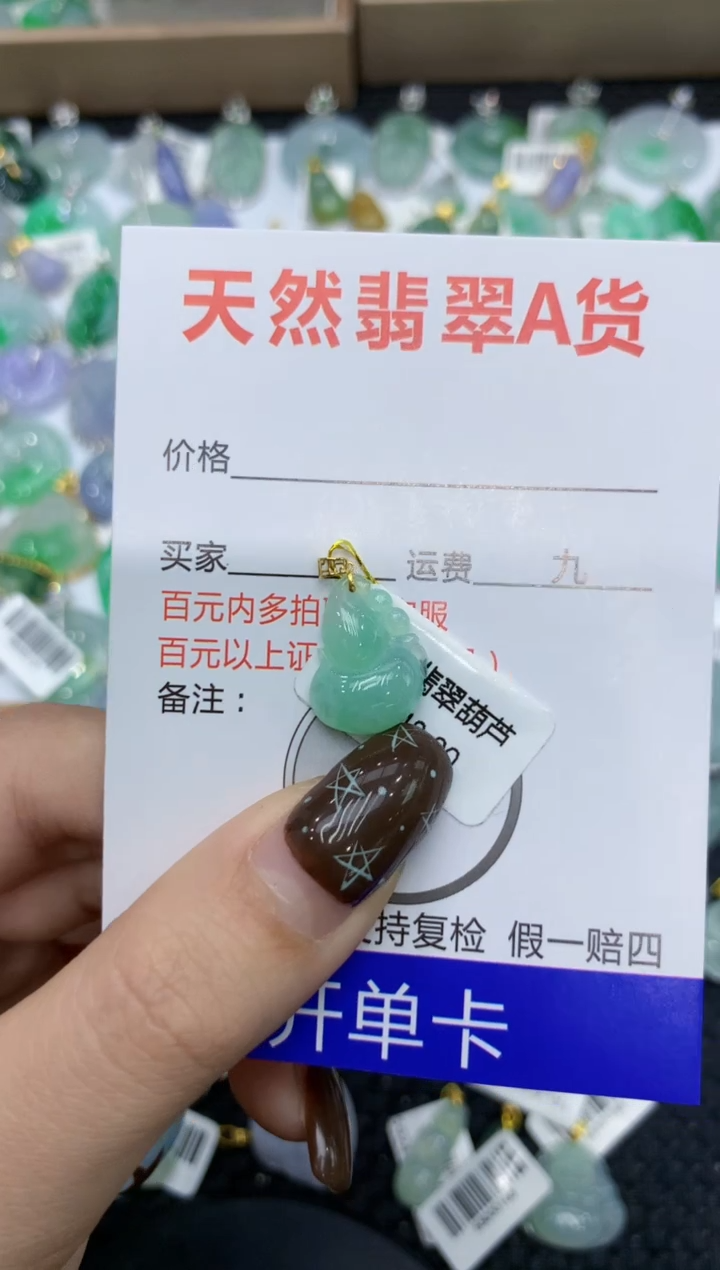 天然翡翠A货
价格
买家 运费 九
百元内多拍 服
百元以上证 )
备注：
翡翠葫芦
持复检 假一赔四
开单卡